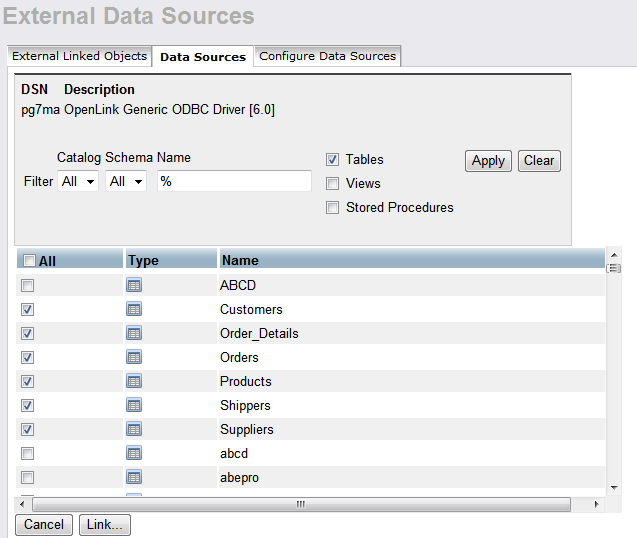 External Data Sources
External Linked Objects Data Sources Configure Data Sources
DSN Description
pg7ma OpenLink Generic ODBC Driver [6.0]
Catalog Schema Name
Filter All All %
Tables
Views
Stored Procedures
Apply Clear
All Type Name
ABCD
Customers
Order_Details
Orders
Products
Shippers
Suppliers
abcd
abepro
Cancel Link...